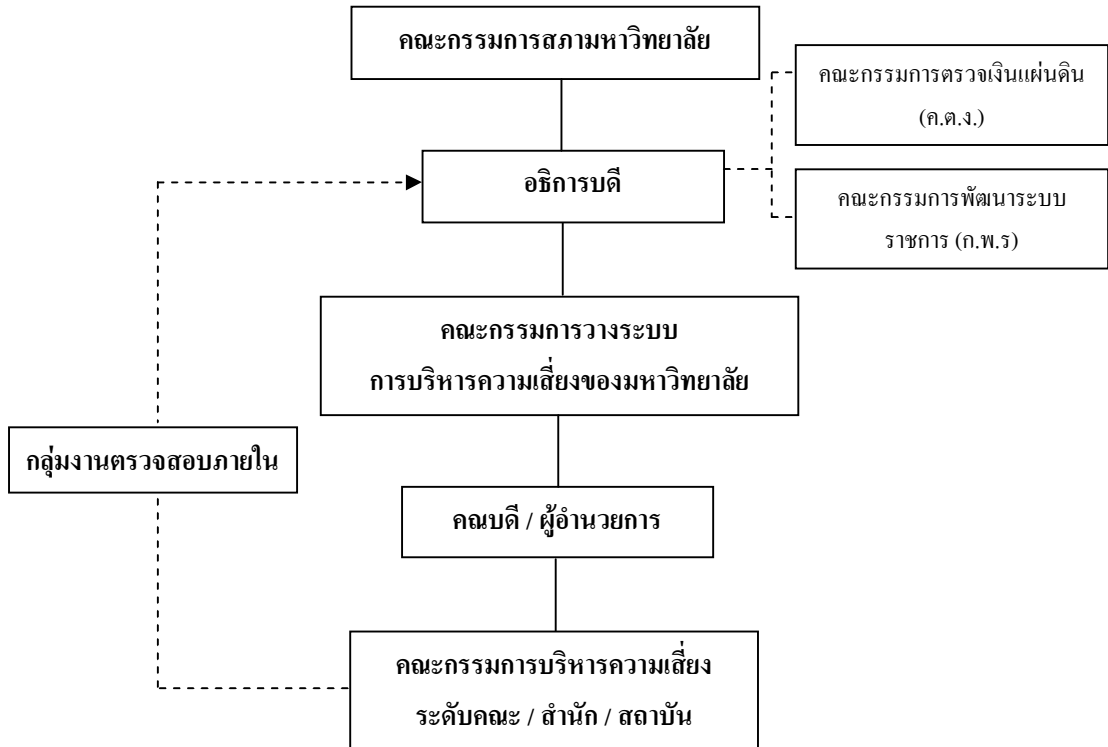 คณะกรรมการสภามหาวิทยาลัย
คณะกรรมการตรวจเงินแผ่นดิน
(ค.ต.ง.)
อธิการบดี
คณะกรรมการพัฒนาระบบ
ราชการ (ก.พ.ร)
คณะกรรมการวางระบบ
การบริหารความเสี่ยงของมหาวิทยาลัย
กลุ่มงานตรวจสอบภายใน
คณบดี / ผู้อำนวยการ
คณะกรรมการบริหารความเสี่ยง
ระดับคณะ / สำนัก / สถาบัน